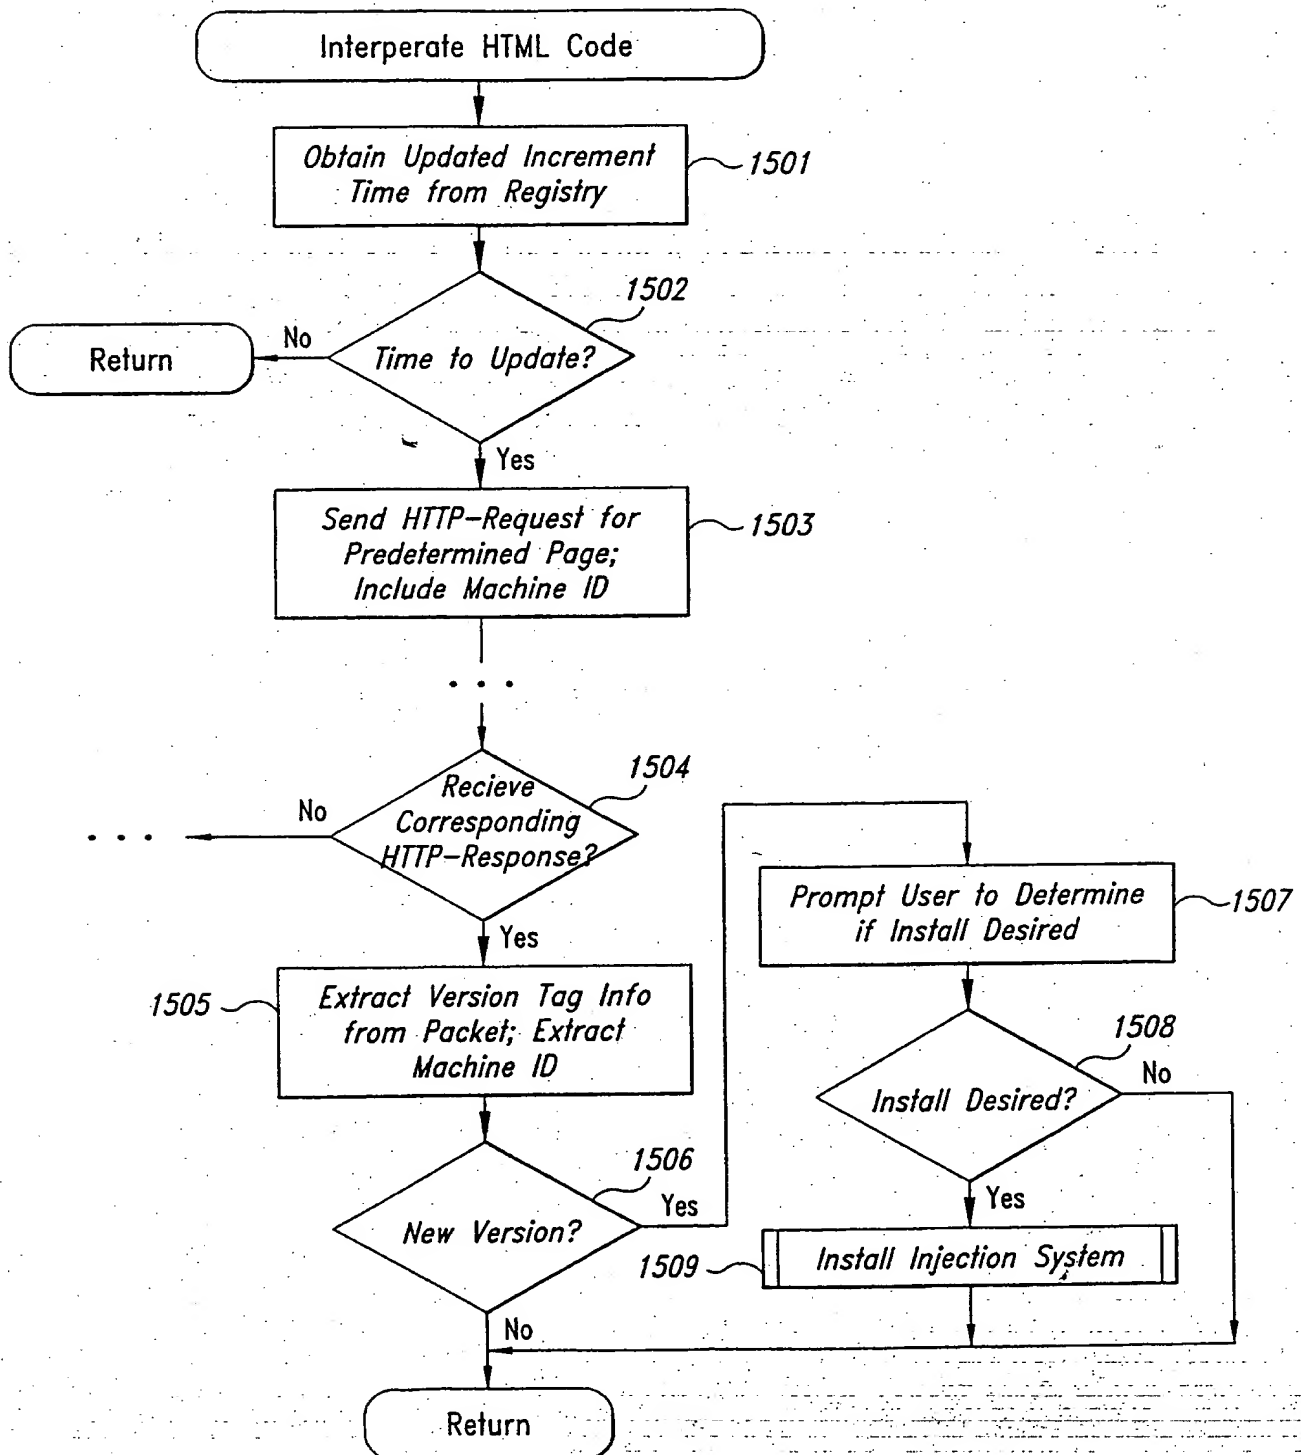 Interperate HTML Code
Obtain Updated Increment
Time from Registry
1501
1502
Time to Update?
No
Return
Yes
Send HTTP-Request for
Predetermined Page;
Include Machine ID
1503
. . .
Recieve
Corresponding
HTTP-Response?
1504
No
. . .
Yes
1505
Extract Version Tag Info
from Packet; Extract
Machine ID
1506
New Version?
Yes
No
Return
Prompt User to Determine
if Install Desired
1507
1508
Install Desired?
No
Yes
1509
Install Injection System